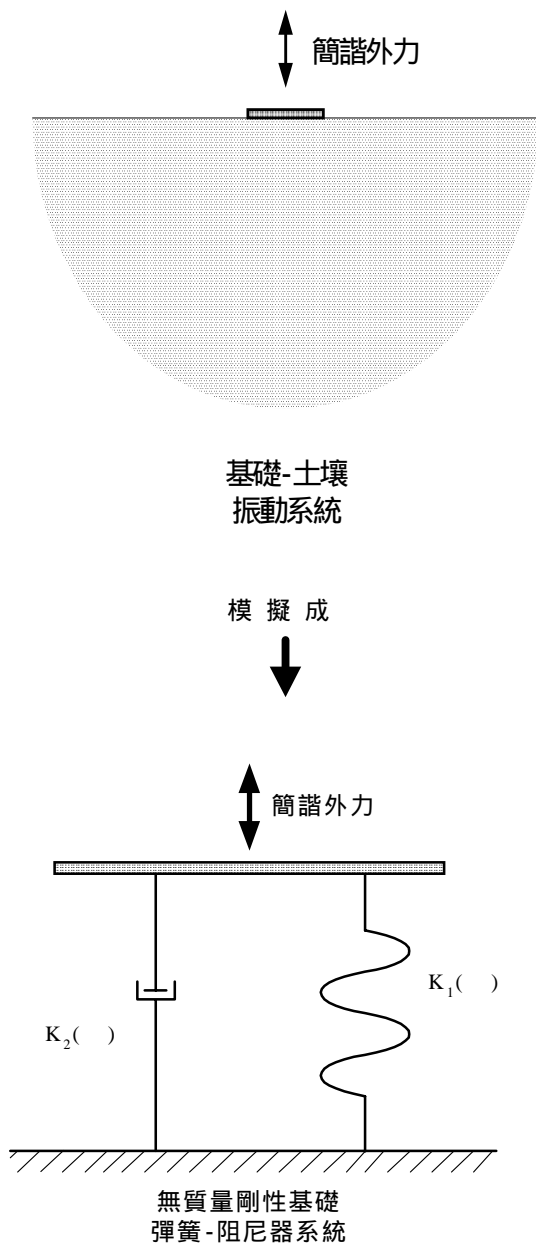 簡諧外力
基礎-土壤
振動系統
模 擬 成
簡諧外力
K₁( )
K₂( )
無質量剛性基礎
彈簧-阻尼器系統